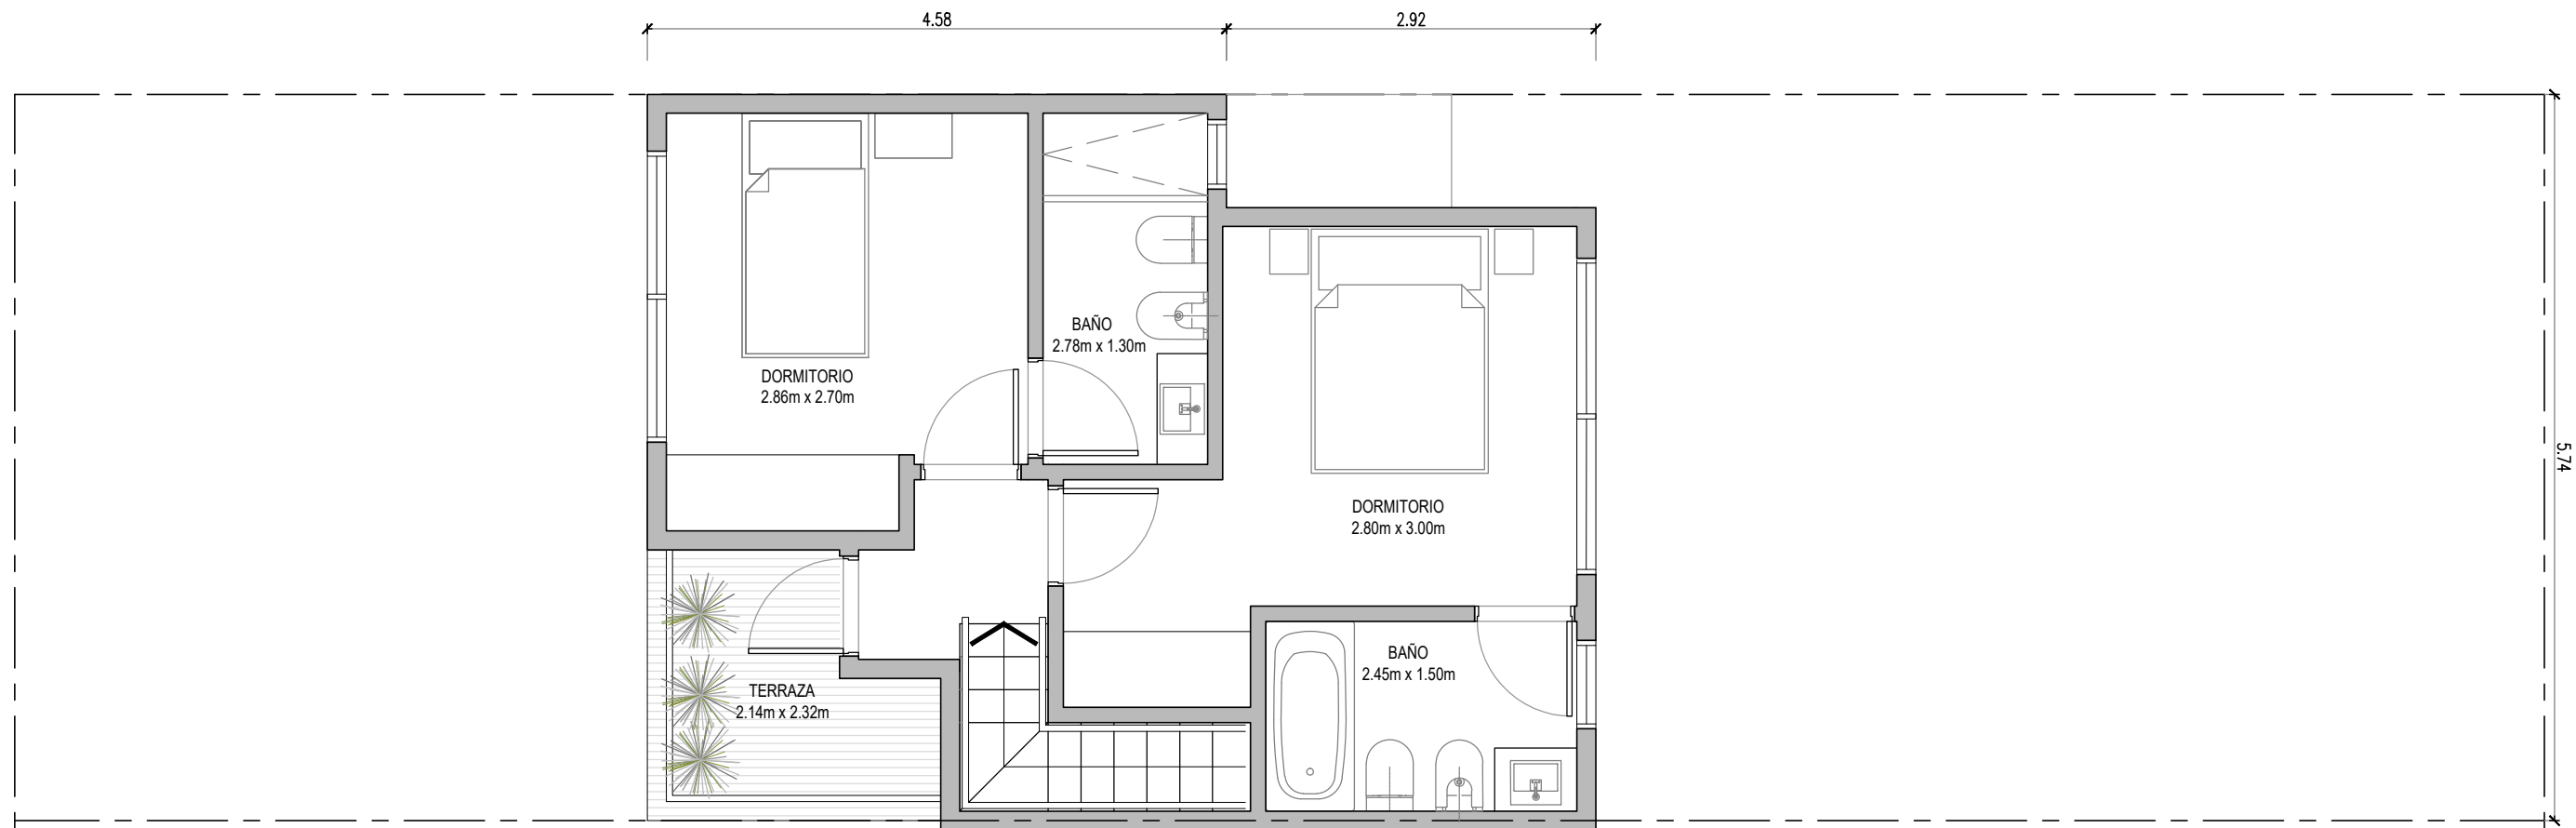 4.58
2.92
BAÑO
2.78m x 1.30m
DORMITORIO
2.86m x 2.70m
5.74
DORMITORIO
2.80m x 3.00m
BAÑO
2.45m x 1.50m
TERRAZA
2.14m x 2.32m